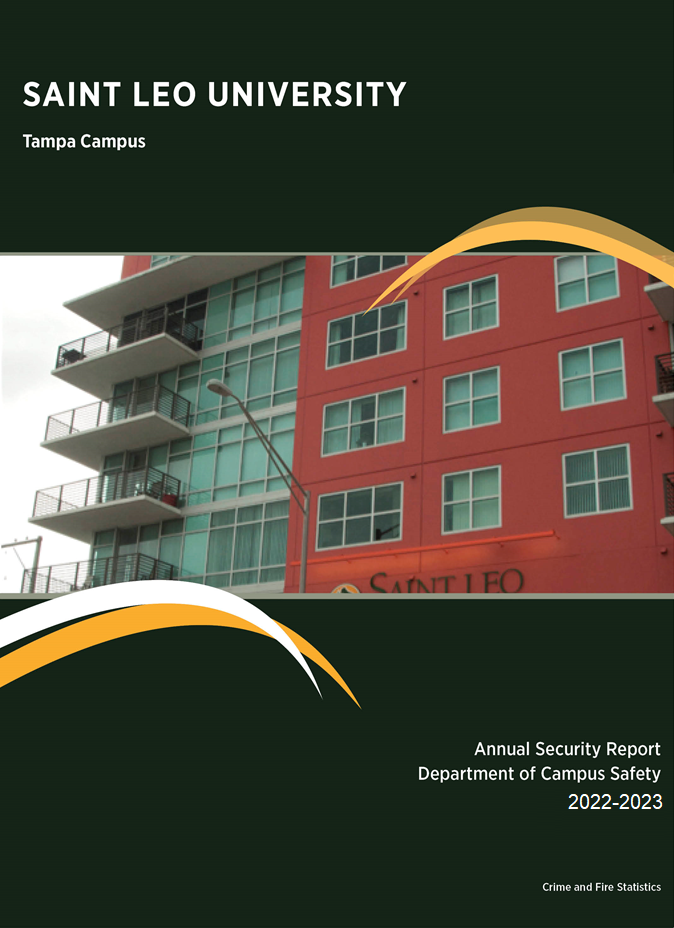 SAINT LEO UNIVERSITY
Tampa Campus
SAINT LEO
Annual Security Report
Department of Campus Safety
2022-2023
Crime and Fire Statistics